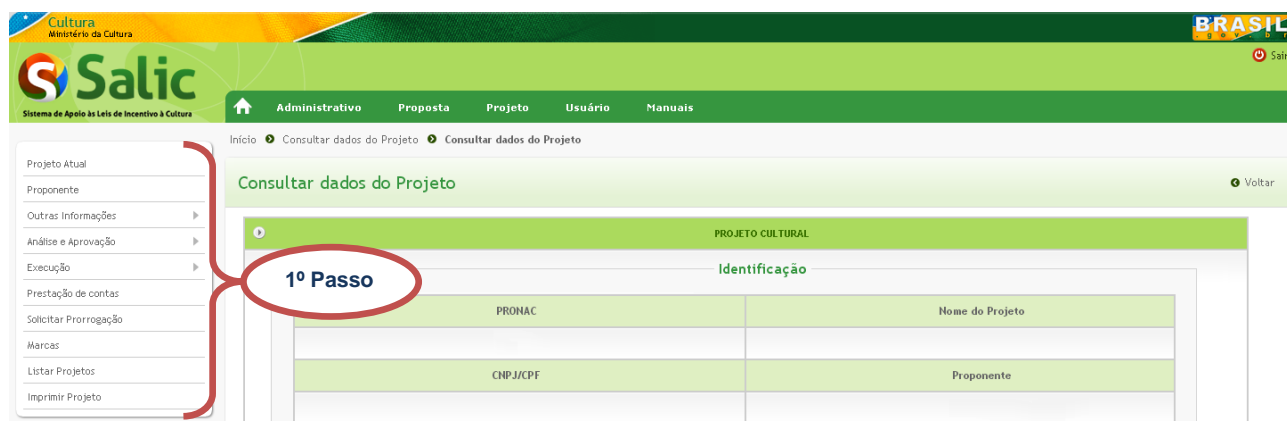 Cultura
Ministério da Cultura
BRASIL
.gov.br
Sair
Salic
Sistema de Apoio às Leis de Incentivo à Cultura
Administrativo Proposta Projeto Usuário Manuais
Início Consultar dados do Projeto Consultar dados do Projeto
Projeto Atual
Proponente
Outras Informações
Análise e Aprovação
Execução
Prestação de contas
Solicitar Prorrogação
Marcas
Listar Projetos
Imprimir Projeto
1º Passo
Consultar dados do Projeto
Voltar
PROJETO CULTURAL
Identificação
PRONAC Nome do Projeto
CNPJ/CPF Proponente